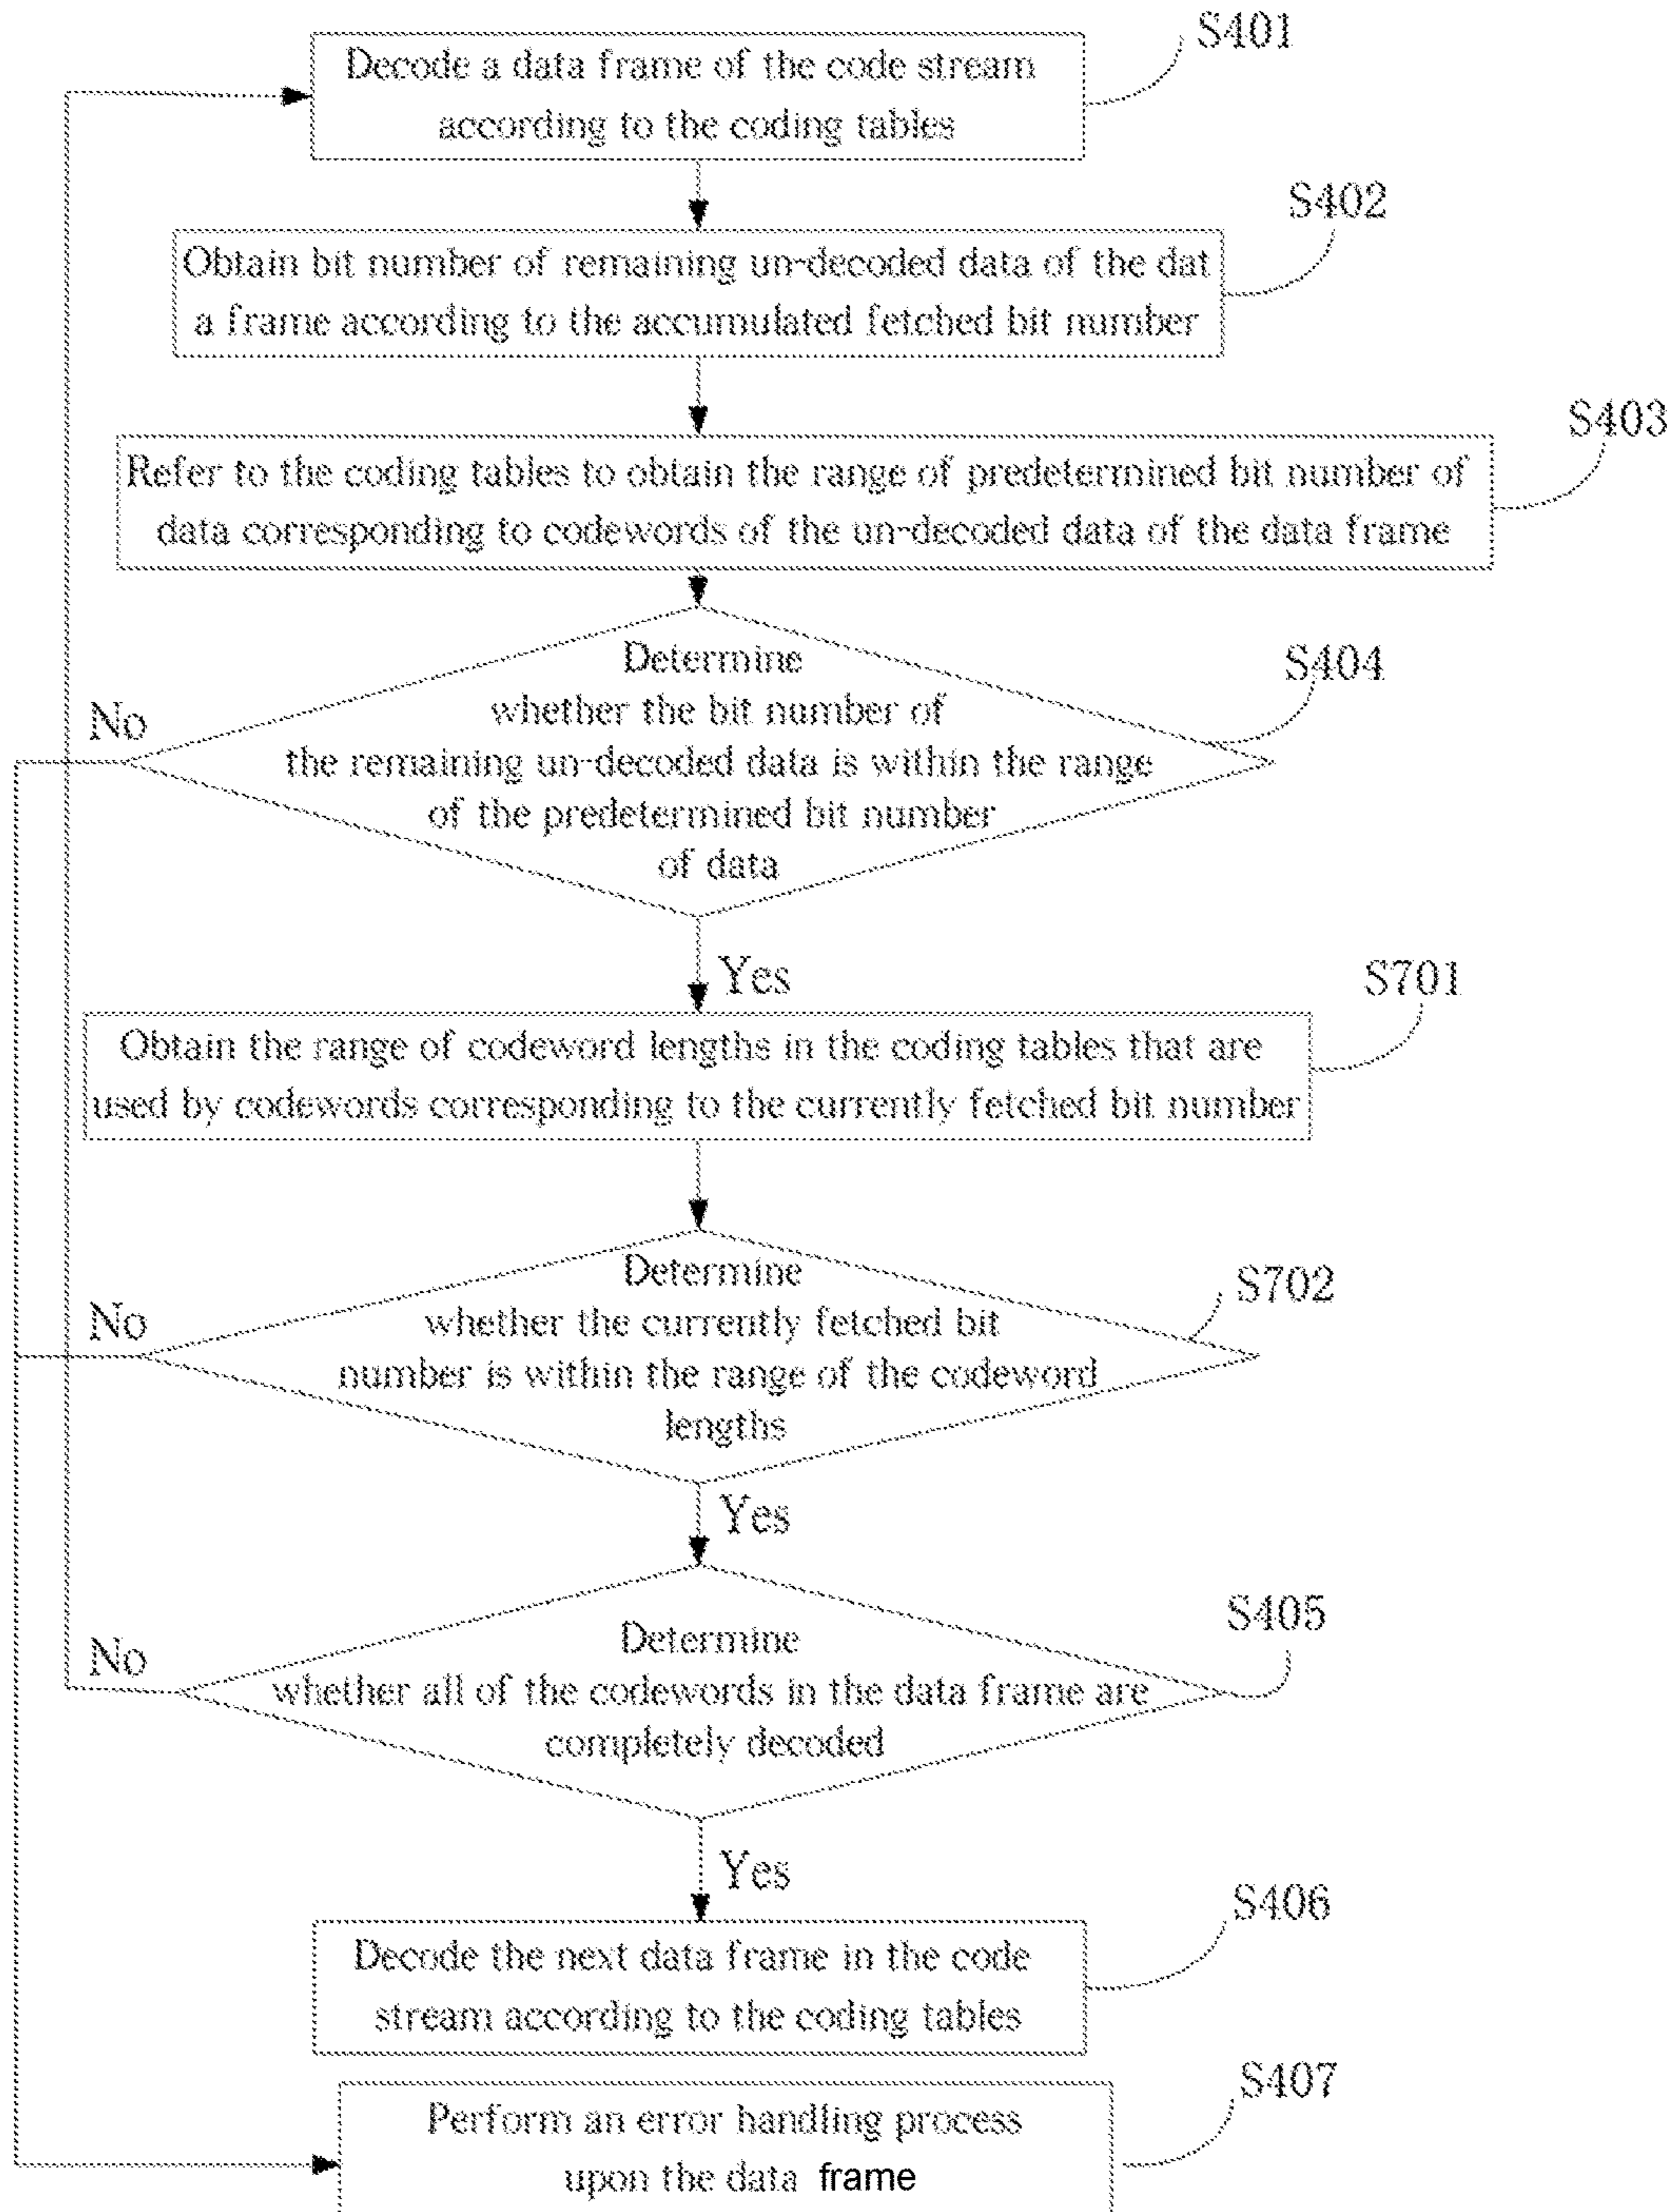 S401
Decode a data frame of the code stream
according to the coding tables
S402
Obtain bit number of remaining un-decoded data of the dat
a frame according to the accumulated fetched bit number
S403
Refer to the coding tables to obtain the range of predetermined bit number of
data corresponding to codewords of the un-decoded data of the data frame
Determine
S404
No
whether the bit number of
the remaining un-decoded data is within the range
of the predetermined bit number
of data
Yes
S701
Obtain the range of codeword lengths in the coding tables that are
used by codewords corresponding to the currently fetched bit number
Determine
S702
No
whether the currently fetched bit
number is within the range of the codeword
lengths
Yes
S405
Determine
No
whether all of the codewords in the data frame are
completely decoded
Yes
S406
Decode the next data frame in the code
stream according to the coding tables
S407
Perform an error handling process
upon the data frame